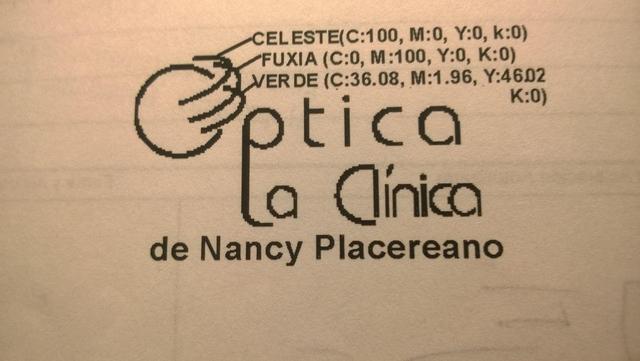 CELESTE(C:100, M:0, Y:0, k:0)
FUXIA (C:0, M:100, Y:0, K:0)
VERDE (C:36.08, M:1.96, Y:46.02
K:0)
Optica
La Clínica
de Nancy Placereano